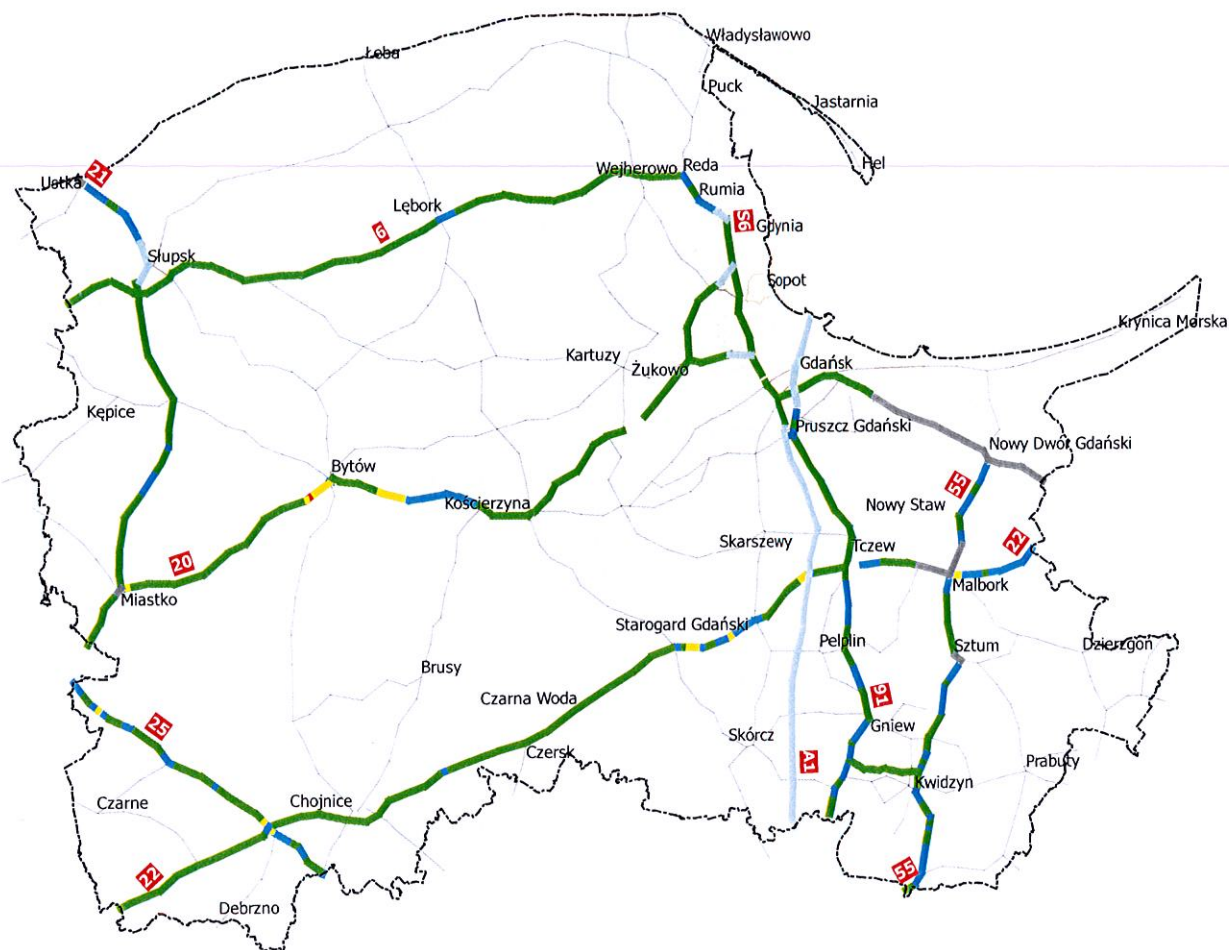 Władysławowo
Łeba
Puck
Jastarnia
Hel
Wejherowo
Reda
21
Ustka
Rumia
Lębork
S6
Gdynia
6
Słupsk
Sopot
Krynica Morska
Kartuzy
Żukowo
Gdańsk
Kępice
Pruszcz Gdański
Nowy Dwór Gdański
Bytów
55
Kościerzyna
Nowy Staw
Skarszewy
Tczew
22
20
Miastko
Malbork
Starogard Gdański
Pelplin
Sztum
Dzierzgoń
Brusy
Czarna Woda
91
25
Skórcz
Gniew
Czersk
A1
Prabuty
Kwidzyn
Czarne
Chojnice
22
55
Debrzno